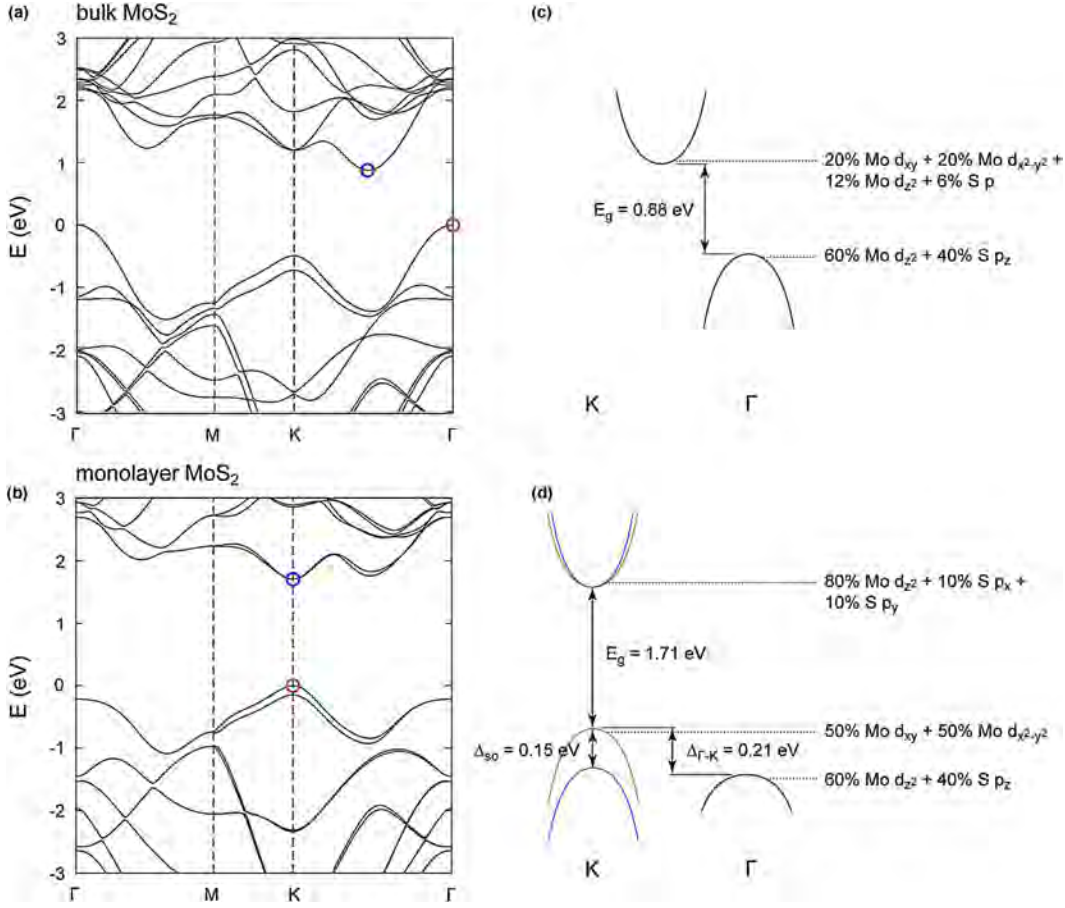 (a) bulk MoS₂
3
2
1
0
-1
-2
-3
E (eV)
Γ M K Γ
(c)
20% Mo dxy + 20% Mo dx²-y² +
12% Mo dz² + 6% S p
Eg = 0.88 eV
60% Mo dz² + 40% S pz
K Γ
(b) monolayer MoS₂
3
2
1
0
-1
-2
-3
E (eV)
Γ M K Γ
(d)
80% Mo dz² + 10% S px +
10% S py
Eg = 1.71 eV
50% Mo dxy + 50% Mo dx²-y²
Δso = 0.15 eV
ΔΓ-K = 0.21 eV
60% Mo dz² + 40% S pz
K Γ